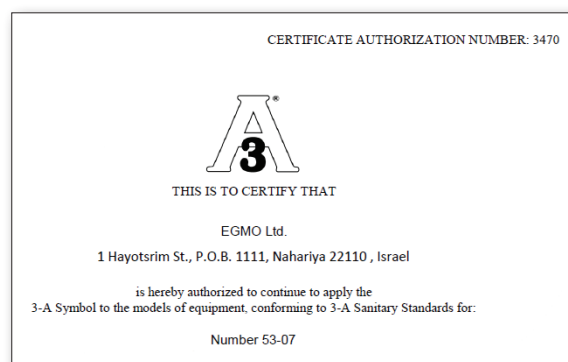 CERTIFICATE AUTHORIZATION NUMBER: 3470
A®
3
THIS IS TO CERTIFY THAT
EGMO Ltd.
1 Hayotsrim St., P.O.B. 1111, Nahariya 22110 , Israel
is hereby authorized to continue to apply the
3-A Symbol to the models of equipment, conforming to 3-A Sanitary Standards for:
Number 53-07